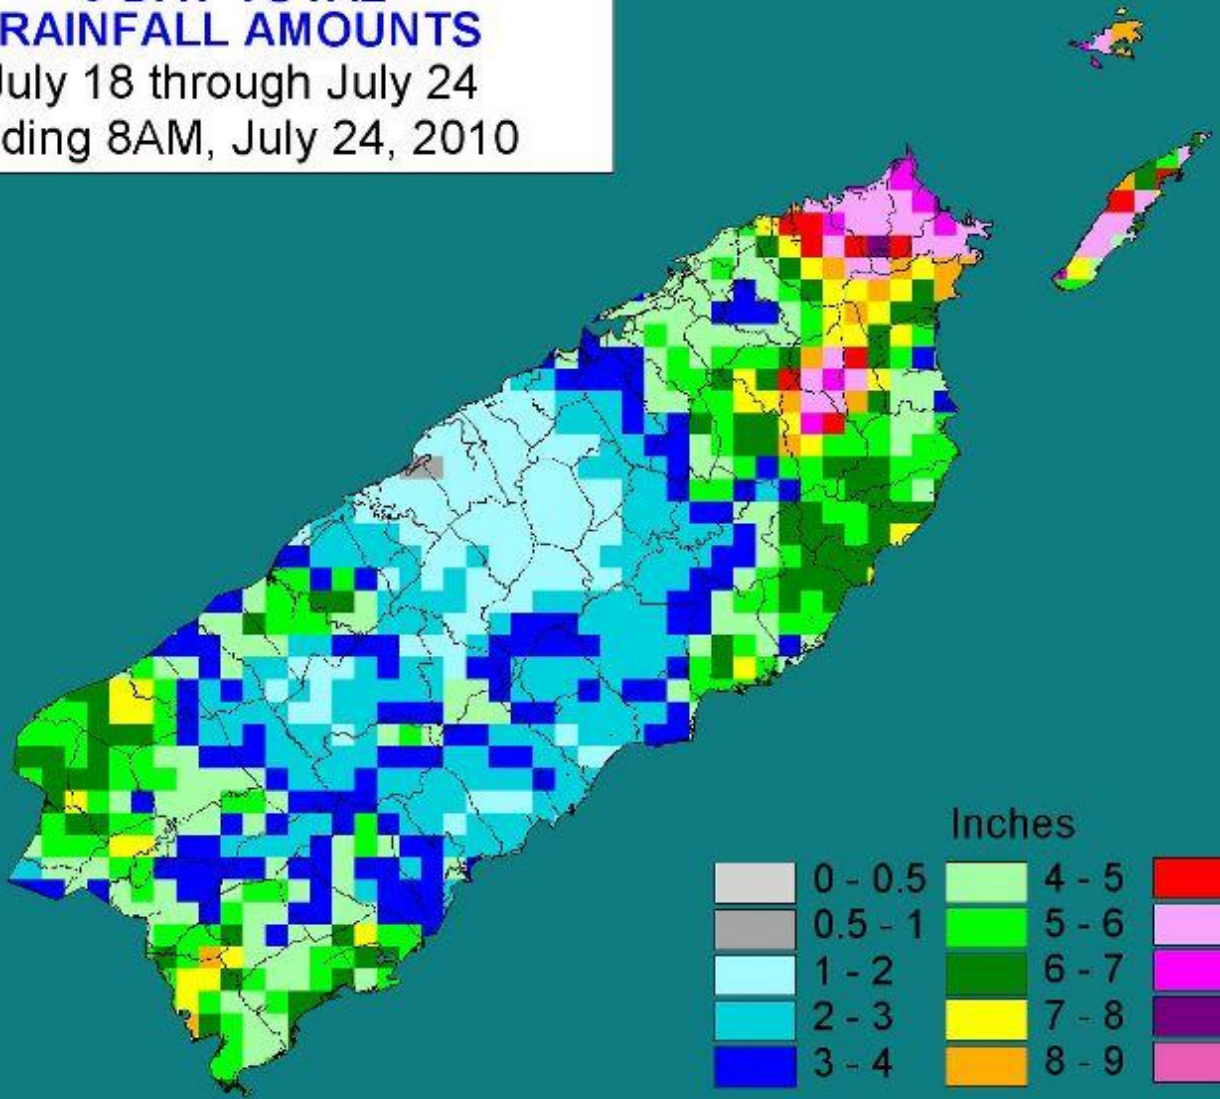 RAINFALL AMOUNTS
July 18 through July 24
ding 8AM, July 24, 2010
Inches
0 - 0.5
0.5 - 1
1 - 2
2 - 3
3 - 4
4 - 5
5 - 6
6 - 7
7 - 8
8 - 9